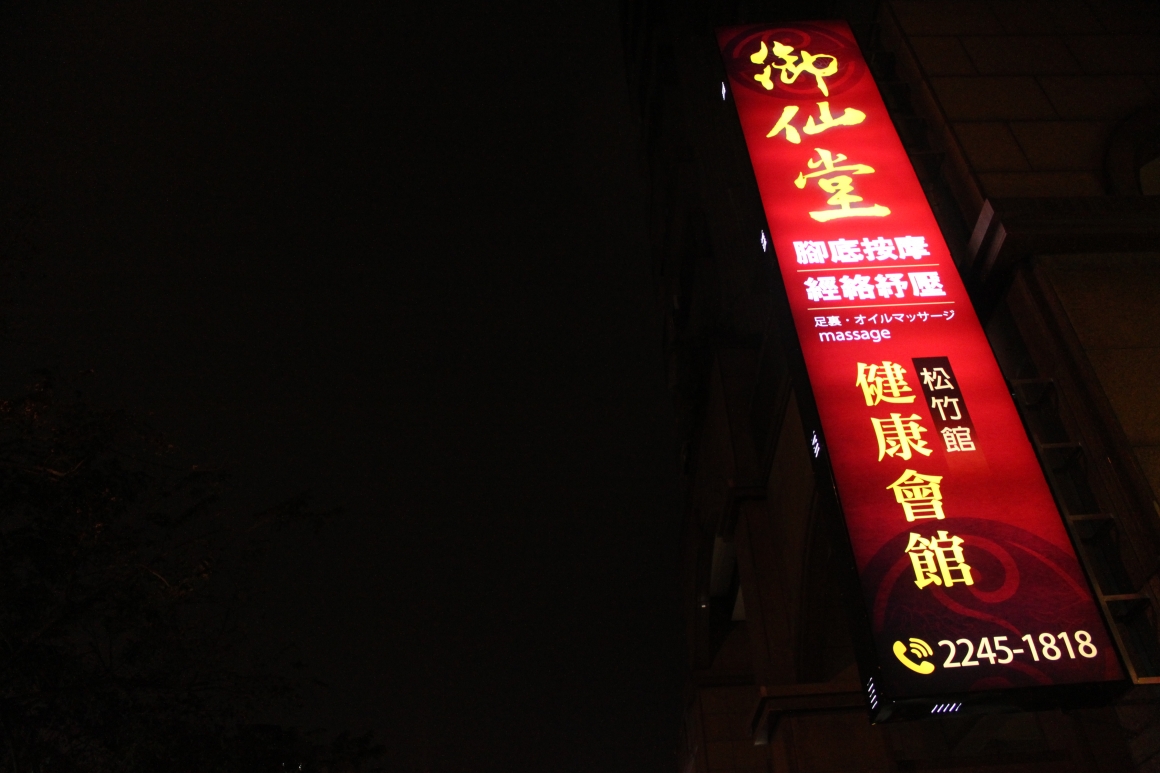 御仙堂
腳底按摩
經絡紓壓
足裏・オイルマッサージ
massage
松竹館
健康會館
2245-1818